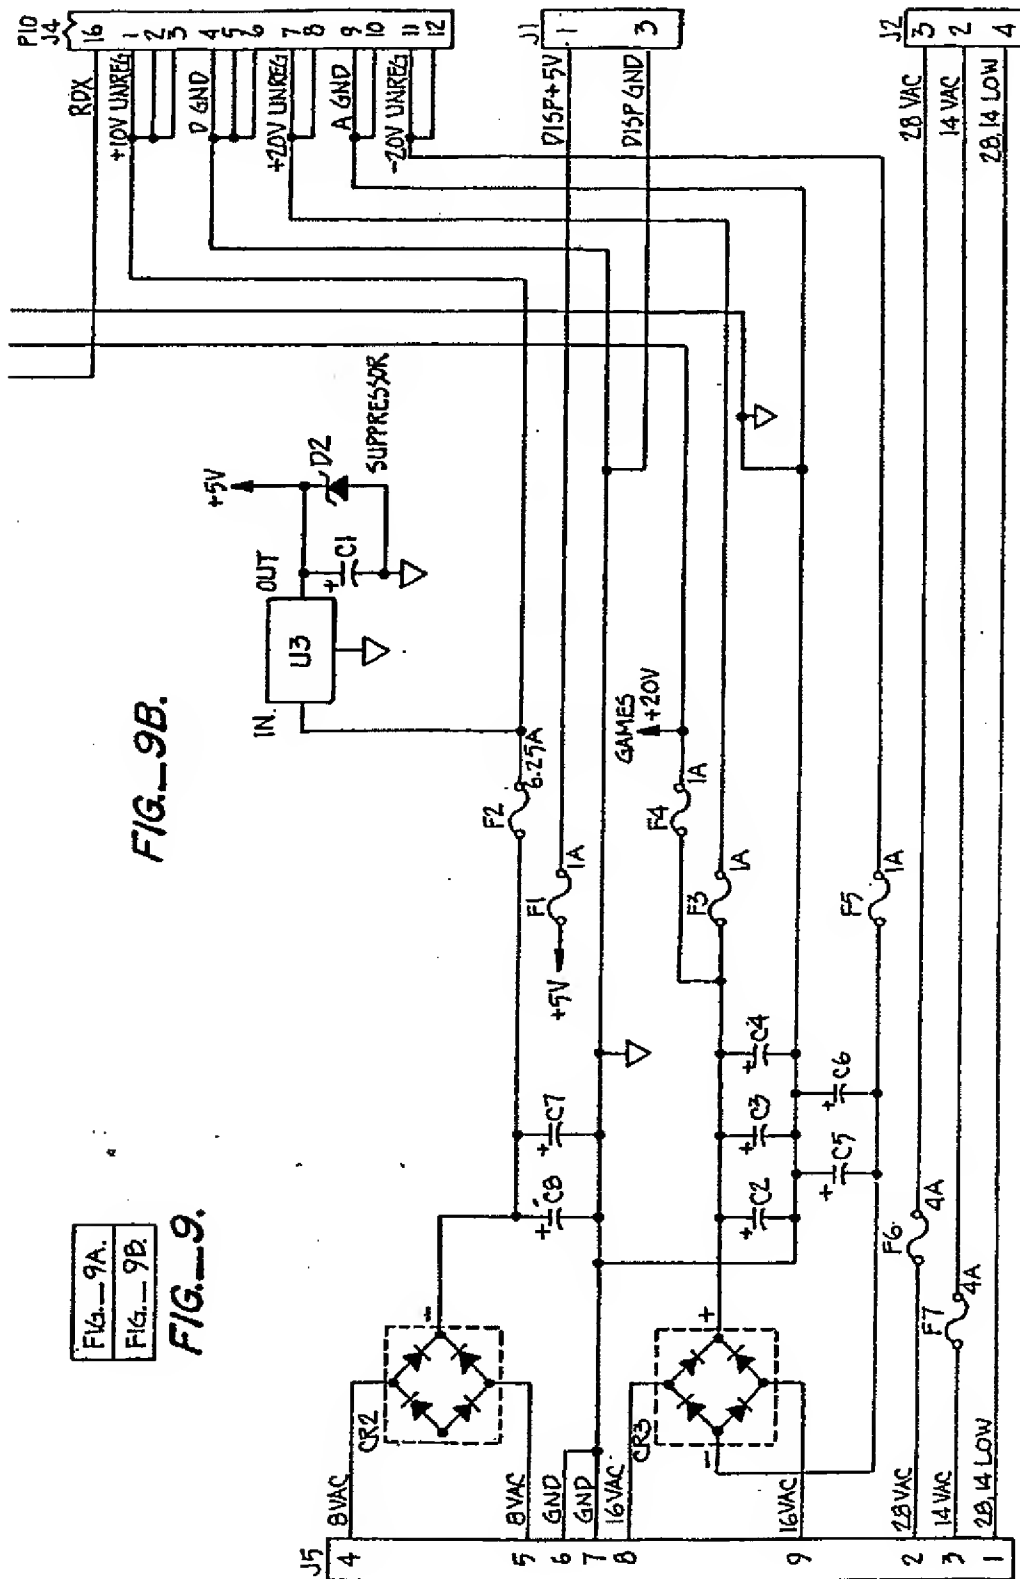 PIO
J4
16
1
2
3
4
5
6
7
8
9
10
11
12
RDX
+10V UNREG
D GND
+20V UNREG
A GND
-20V UNREG
J1
1
3
DISP+5V
DISP GND
J2
3
2
4
28 VAC
14 VAC
28, 14 LOW
+5V
D2
SUPPRESSOR
OUT
+
C1
U3
IN
FIG._9B.
F2
6.25A
F1
1A
+5V
GAMES
+20V
F4
1A
F3
1A
F5
1A
+
C7
+
C8
+
C4
+
C3
+
C2
+
C6
+
C5
F6
4A
F7
4A
FIG._9A.
FIG._9B.
FIG._9.
-
CR2
+
-
CR3
J5
4
5
6
7
8
9
2
3
1
8VAC
8VAC
GND
GND
16VAC
16VAC
28VAC
14VAC
28, 14 LOW